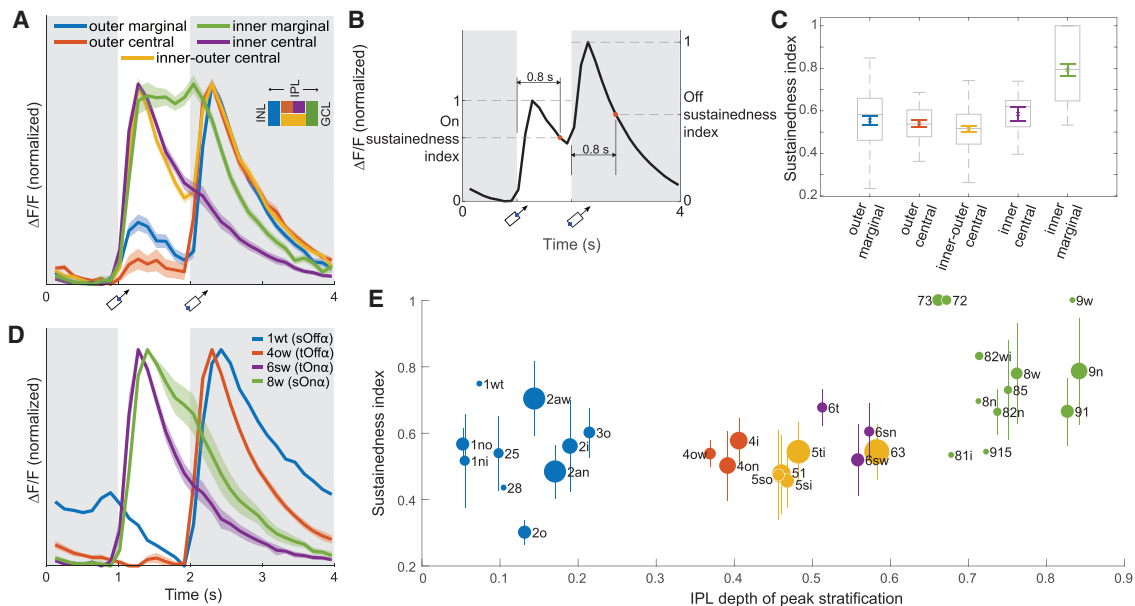 A
outer marginal
inner marginal
outer central
inner central
inner-outer central
IPL
INL
GCL
ΔF/F (normalized)
0
1
2
3
4
B
ΔF/F (normalized)
1
On
sustainedness
index
0
0.8 s
0.8 s
1
Off
sustainedness
index
0
0
4
Time (s)
C
Sustainedness index
1
0.8
0.6
0.4
0.2
outer
marginal
outer
central
inner-outer
central
inner
central
inner
marginal
D
1wt (sOffα)
4ow (tOffα)
6sw (tOnα)
8w (sOnα)
ΔF/F (normalized)
0
1
2
3
4
Time (s)
E
Sustainedness index
1
0.8
0.6
0.4
0.2
0
0.1
0.2
0.3
0.4
0.5
0.6
0.7
0.8
0.9
IPL depth of peak stratification
1wt
2aw
1no
1ni
25
28
2o
2an
2i
3o
4ow
4on
4i
5ti
51
5so
5si
6t
6sn
6sw
63
73
72
9w
82wi
8w
85
8n
82n
81i
915
9n
91